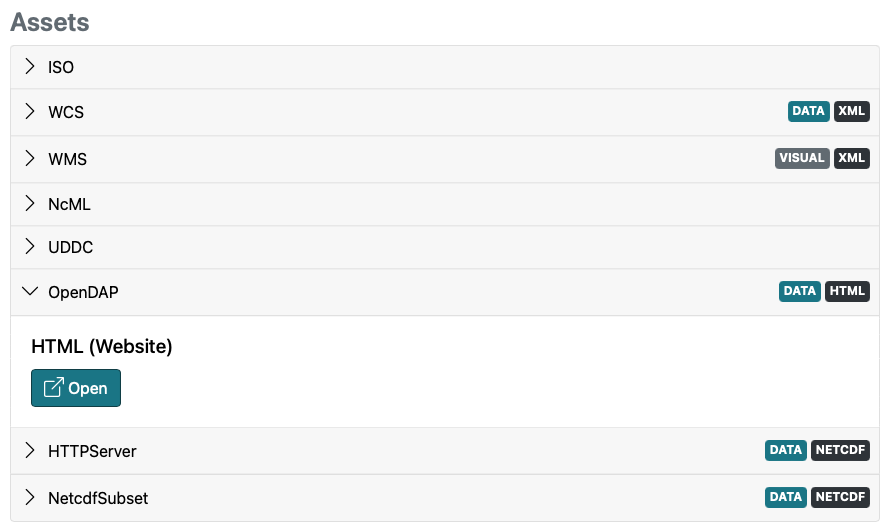 Assets
ISO
WCS DATA XML
WMS VISUAL XML
NcML
UDDC
OpenDAP DATA HTML
HTML (Website)
Open
HTTPServer DATA NETCDF
NetcdfSubset DATA NETCDF